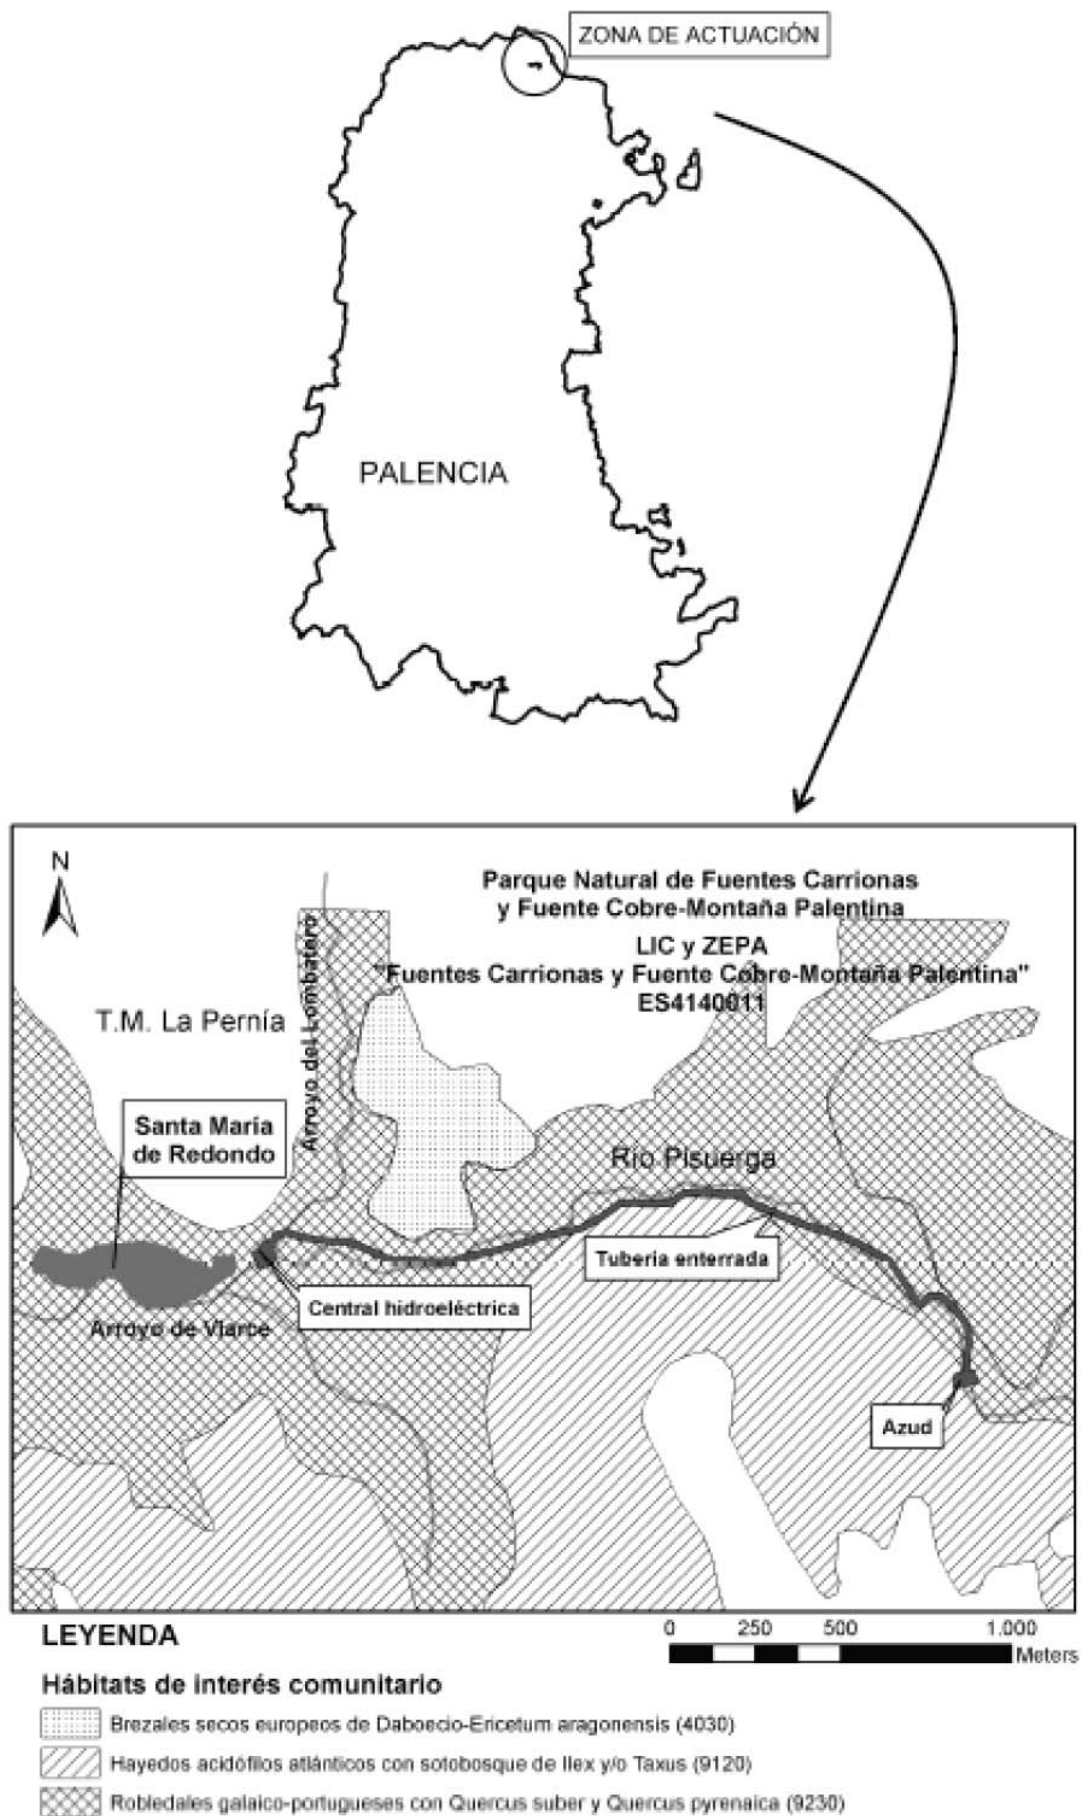 ZONA DE ACTUACIÓN
PALENCIA
N
Parque Natural de Fuentes Carrionas
y Fuente Cobre-Montaña Palentina
LIC y ZEPA
"Fuentes Carrionas y Fuente Cobre-Montaña Palentina"
ES4140011
T.M. La Pernía
Arroyo del Lombatero
Santa María
de Redondo
Río Pisuerga
Tubería enterrada
Central hidroeléctrica
Arroyo de Viarce
Azud
LEYENDA
0 250 500 1.000
Meters
Hábitats de interés comunitario
Brezales secos europeos de Daboecio-Ericetum aragonensis (4030)
Hayedos acidófilos atlánticos con sotobosque de Ilex y/o Taxus (9120)
Robledales galaico-portugueses con Quercus suber y Quercus pyrenaica (9230)